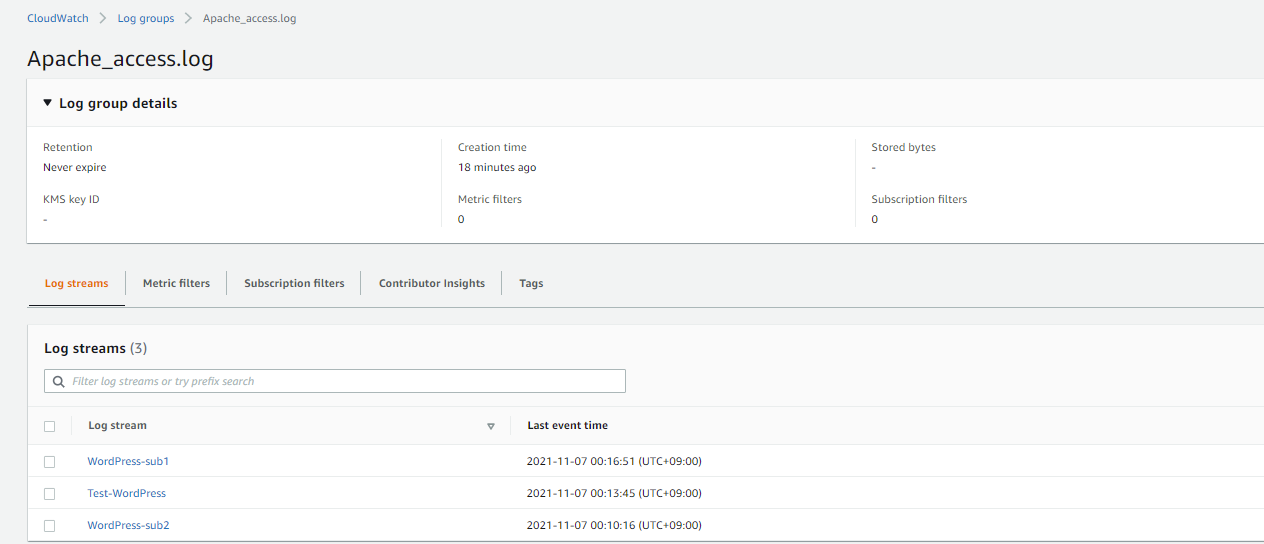 CloudWatch > Log groups > Apache_access.log
Apache_access.log
Log group details
Retention Creation time Stored bytes
Never expire 18 minutes ago -
KMS key ID Metric filters Subscription filters
- 0 0
Log streams Metric filters Subscription filters Contributor Insights Tags
Log streams (3)
Filter log streams or try prefix search
Log stream Last event time
WordPress-sub1 2021-11-07 00:16:51 (UTC+09:00)
Test-WordPress 2021-11-07 00:13:45 (UTC+09:00)
WordPress-sub2 2021-11-07 00:10:16 (UTC+09:00)